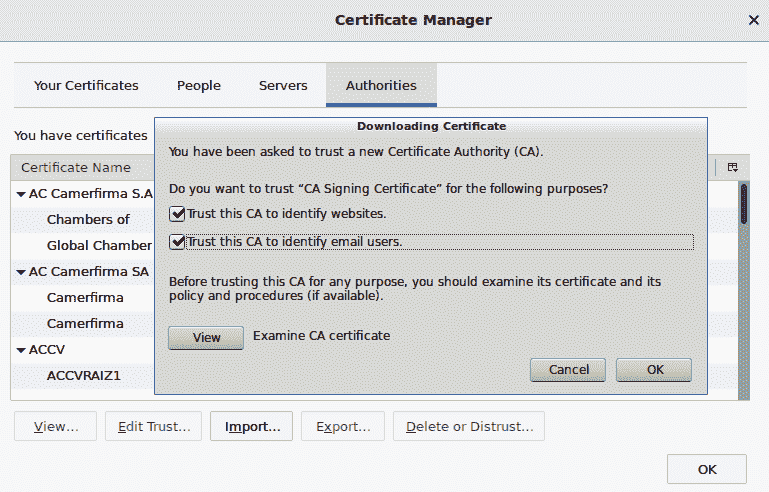 Certificate Manager
Your Certificates People Servers Authorities
You have certificates
Certificate Name
AC Camerfirma S.A
Chambers of
Global Chamber
AC Camerfirma SA
Camerfirma
Camerfirma
ACCV
ACCVRAIZ1
Downloading Certificate
You have been asked to trust a new Certificate Authority (CA).
Do you want to trust “CA Signing Certificate” for the following purposes?
Trust this CA to identify websites.
Trust this CA to identify email users.
Before trusting this CA for any purpose, you should examine its certificate and its
policy and procedures (if available).
View Examine CA certificate
Cancel OK
View... Edit Trust... Import... Export... Delete or Distrust...
OK